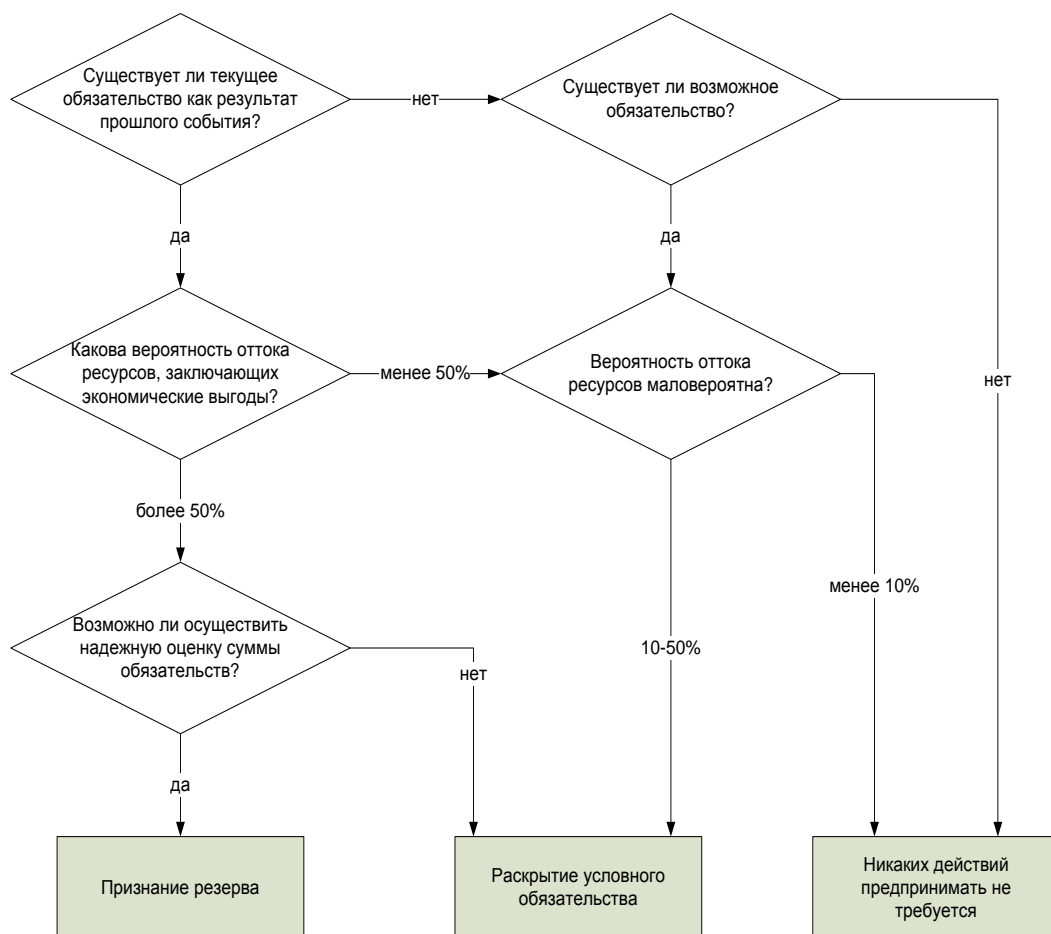 Существует ли текущее
обязательство как результат
прошлого события?
нет
Существует ли возможное
обязательство?
да
да
Какова вероятность оттока
ресурсов, заключающих
экономические выгоды?
менее 50%
Вероятность оттока
ресурсов маловероятна?
нет
более 50%
менее 10%
Возможно ли осуществить
надежную оценку суммы
обязательств?
нет
10-50%
да
Признание резерва
Раскрытие условного
обязательства
Никаких действий
предпринимать не
требуется